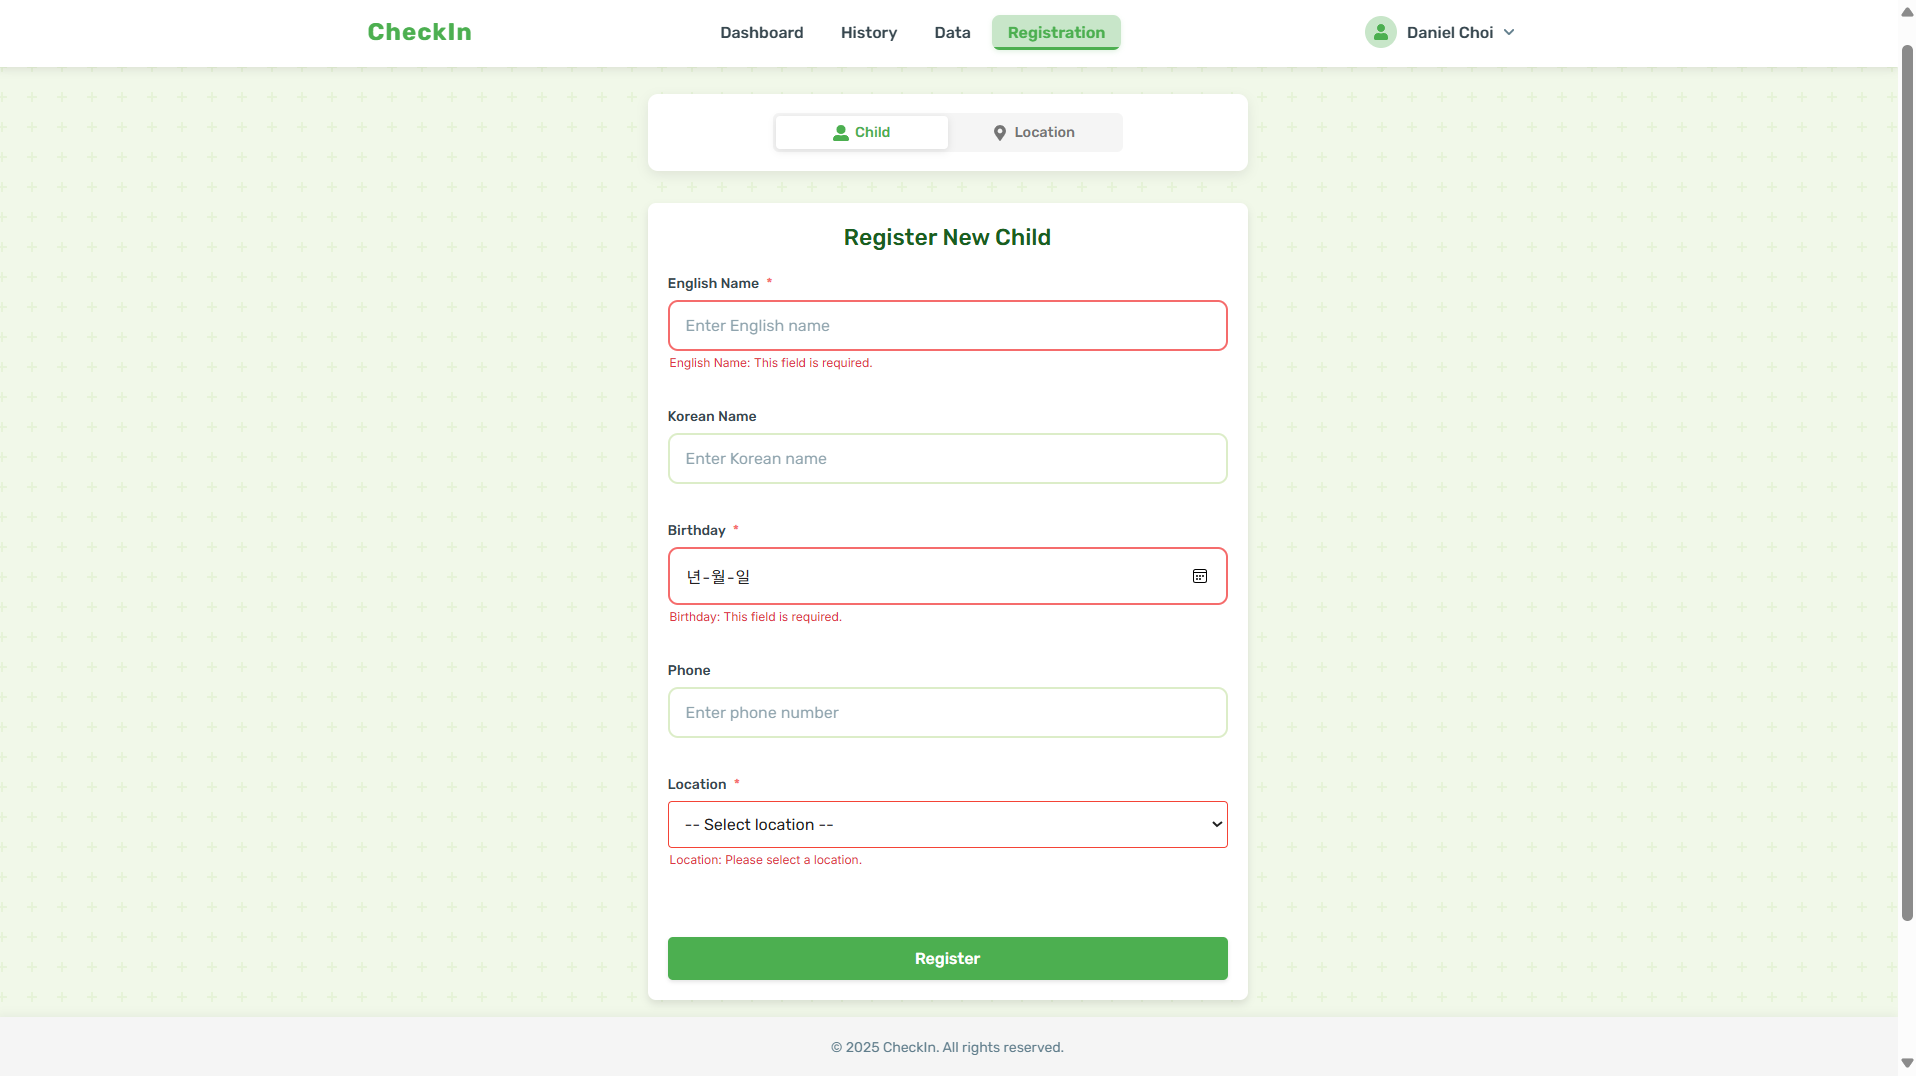 CheckIn
Dashboard History Data Registration
Daniel Choi
Child
Location
Register New Child
English Name *
Enter English name
English Name: This field is required.
Korean Name
Enter Korean name
Birthday *
년-월-일
Birthday: This field is required.
Phone
Enter phone number
Location *
-- Select location --
Location: Please select a location.
Register
© 2025 CheckIn. All rights reserved.